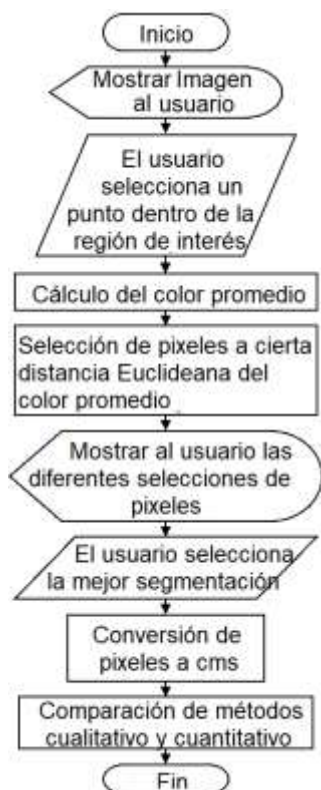 Inicio
Mostrar Imagen
al usuario
El usuario
selecciona un
punto dentro de la
región de interés
Cálculo del color promedio
Selección de pixeles a cierta
distancia Euclideana del
color promedio
Mostrar al usuario las
diferentes selecciones de
pixeles
El usuario selecciona
la mejor segmentación
Conversión de
pixeles a cms
Comparación de métodos
cualitativo y cuantitativo
Fin